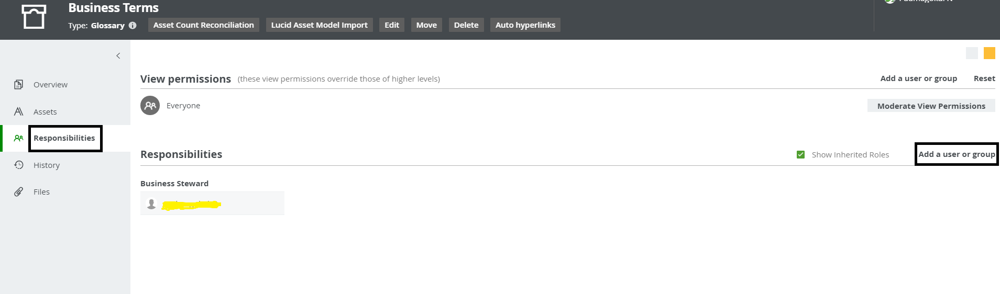 Business Terms
Type: Glossary
Asset Count Reconciliation
Lucid Asset Model Import
Edit
Move
Delete
Auto hyperlinks
Overview
Assets
Responsibilities
History
Files
View permissions (these view permissions override those of higher levels)
Add a user or group
Reset
Everyone
Moderate View Permissions
Responsibilities
Show Inherited Roles
Add a user or group
Business Steward